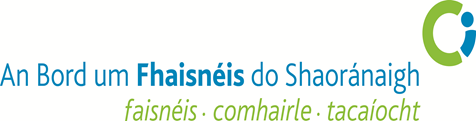 An Bord um Fhaisnéis do Shaoránaigh
faisnéis · comhairle · tacaíocht